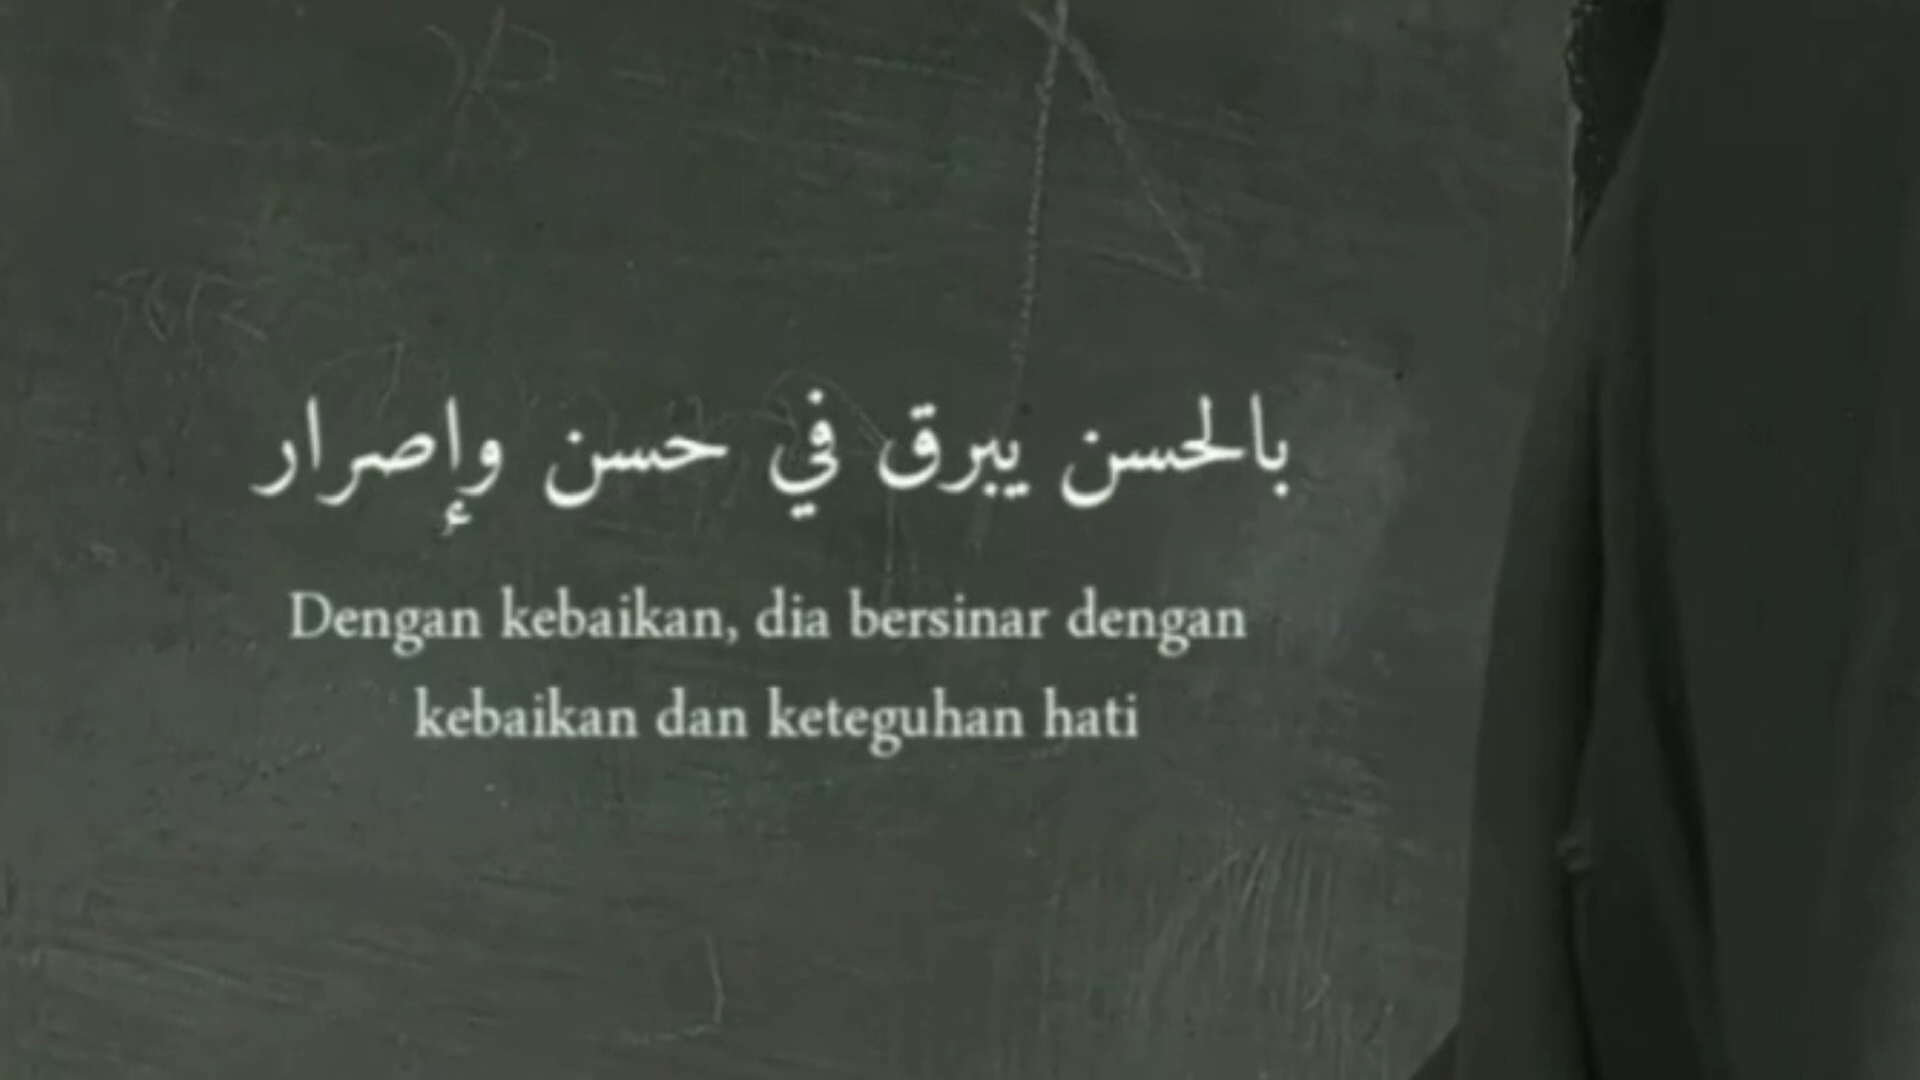 بالحسن يبرق في حسن وإصرار
Dengan kebaikan, dia bersinar dengan
kebaikan dan keteguhan hati